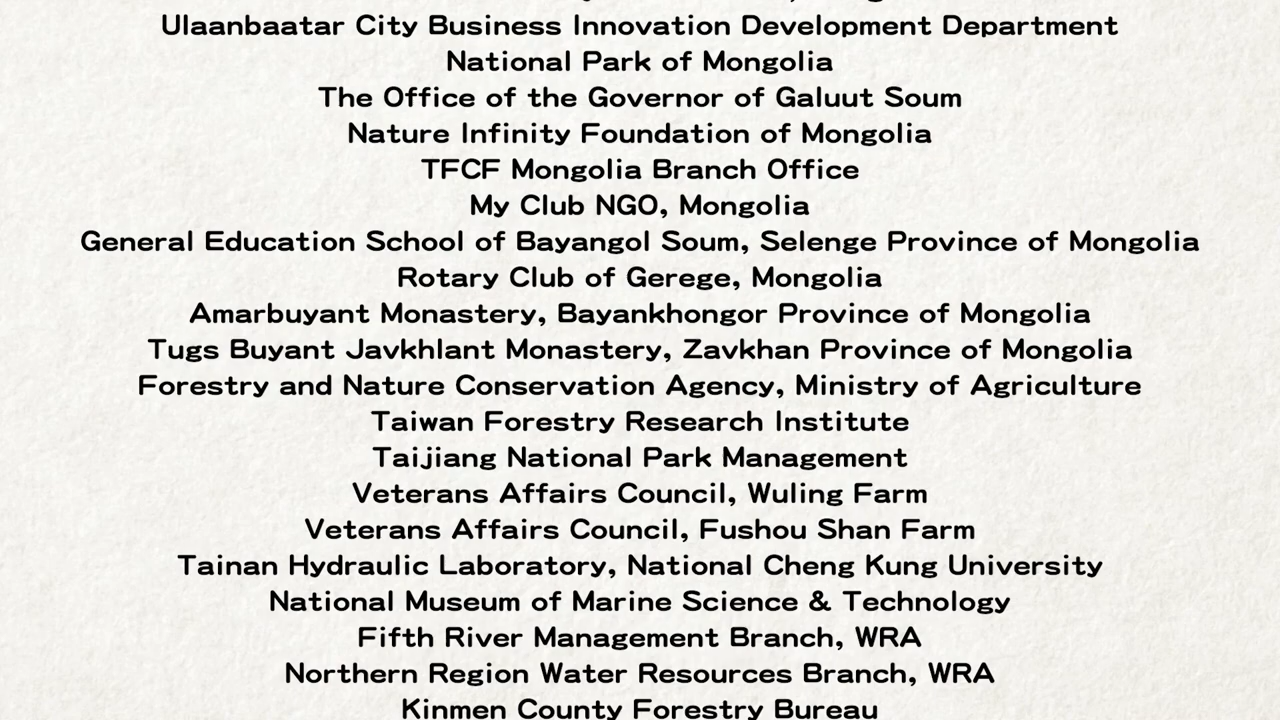 Ulaanbaatar City Business Innovation Development Department
National Park of Mongolia
The Office of the Governor of Galuut Soum
Nature Infinity Foundation of Mongolia
TFCF Mongolia Branch Office
My Club NGO, Mongolia
General Education School of Bayangol Soum, Selenge Province of Mongolia
Rotary Club of Gerege, Mongolia
Amarbuyant Monastery, Bayankhongor Province of Mongolia
Tugs Buyant Javkhlant Monastery, Zavkhan Province of Mongolia
Forestry and Nature Conservation Agency, Ministry of Agriculture
Taiwan Forestry Research Institute
Taijiang National Park Management
Veterans Affairs Council, Wuling Farm
Veterans Affairs Council, Fushou Shan Farm
Tainan Hydraulic Laboratory, National Cheng Kung University
National Museum of Marine Science & Technology
Fifth River Management Branch, WRA
Northern Region Water Resources Branch, WRA
Kinmen County Forestry Bureau